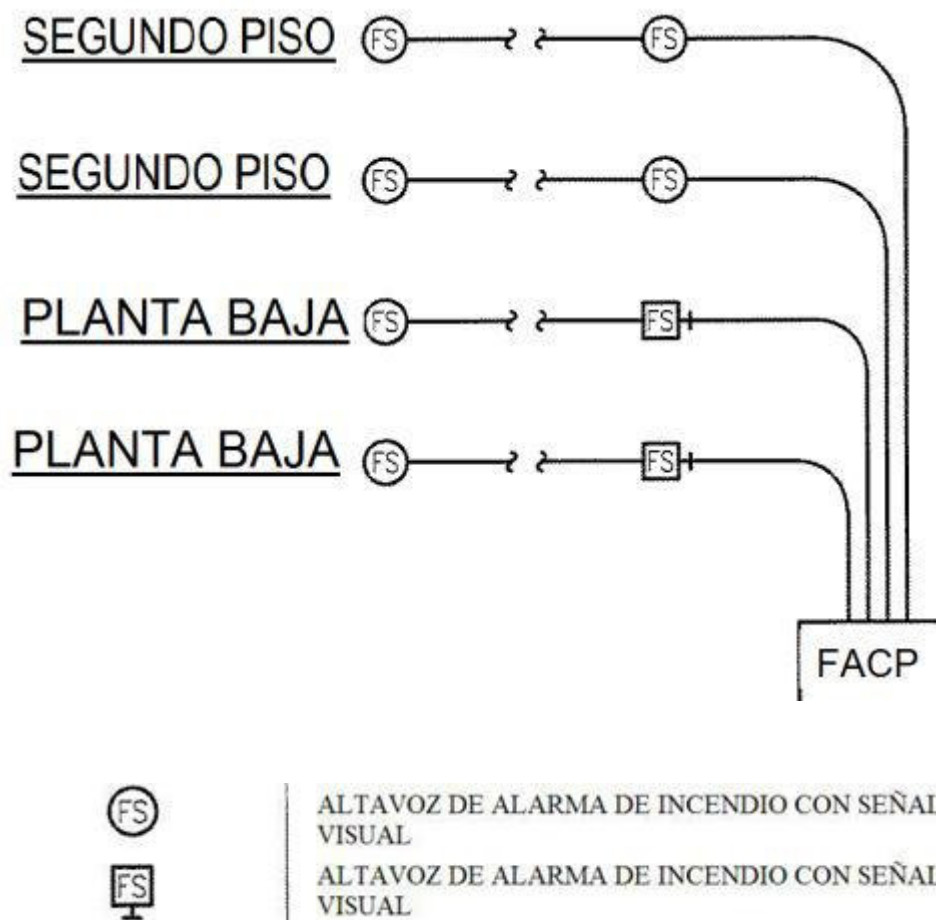 SEGUNDO PISO FS FS
SEGUNDO PISO FS FS
PLANTA BAJA FS FS
PLANTA BAJA FS FS
FACP
FS ALTAVOZ DE ALARMA DE INCENDIO CON SEÑAL
VISUAL
FS ALTAVOZ DE ALARMA DE INCENDIO CON SEÑAL
VISUAL